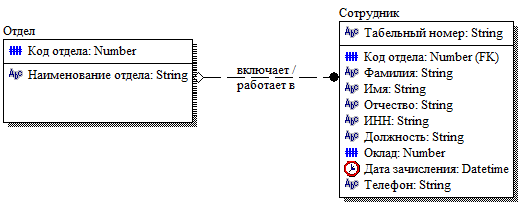 Отдел
Код отдела: Number
Наименование отдела: String
включает /
работает в
Сотрудник
Табельный номер: String
Код отдела: Number (FK)
Фамилия: String
Имя: String
Отчество: String
ИНН: String
Должность: String
Оклад: Number
Дата зачисления: Datetime
Телефон: String